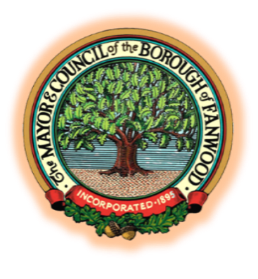 The MAYOR & COUNCIL of the BOROUGH of FANWOOD
INCORPORATED-1895